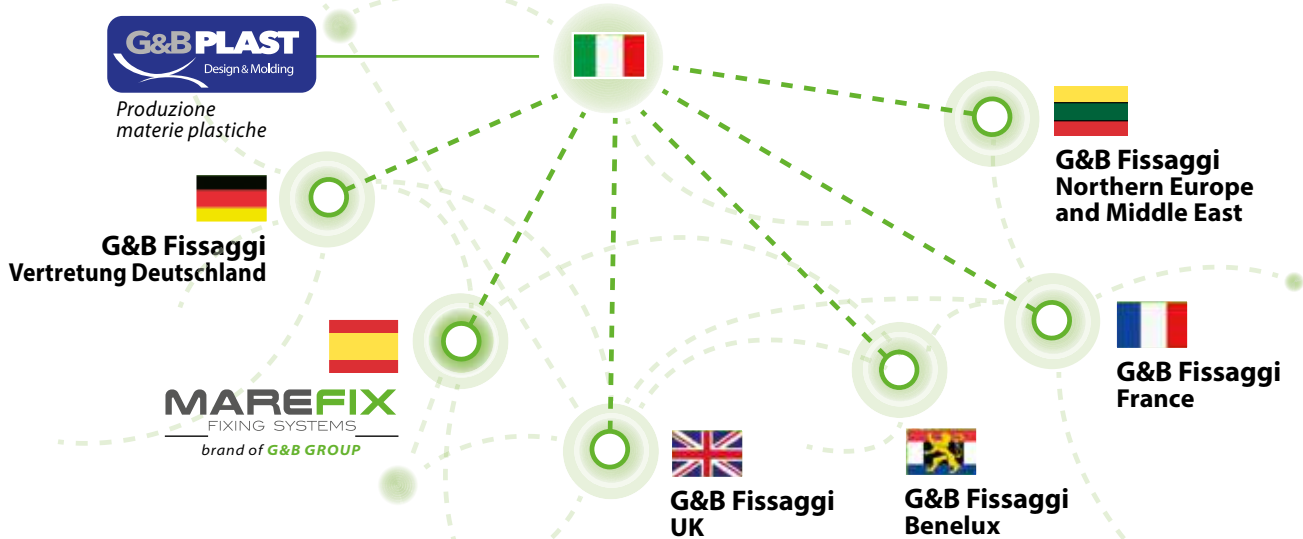 G&B PLAST
Design & Molding
Produzione
materie plastiche
G&B Fissaggi
Northern Europe
and Middle East
G&B Fissaggi
Vertretung Deutschland
MAREFIX
FIXING SYSTEMS
brand of G&B GROUP
G&B Fissaggi
France
G&B Fissaggi
UK
G&B Fissaggi
Benelux